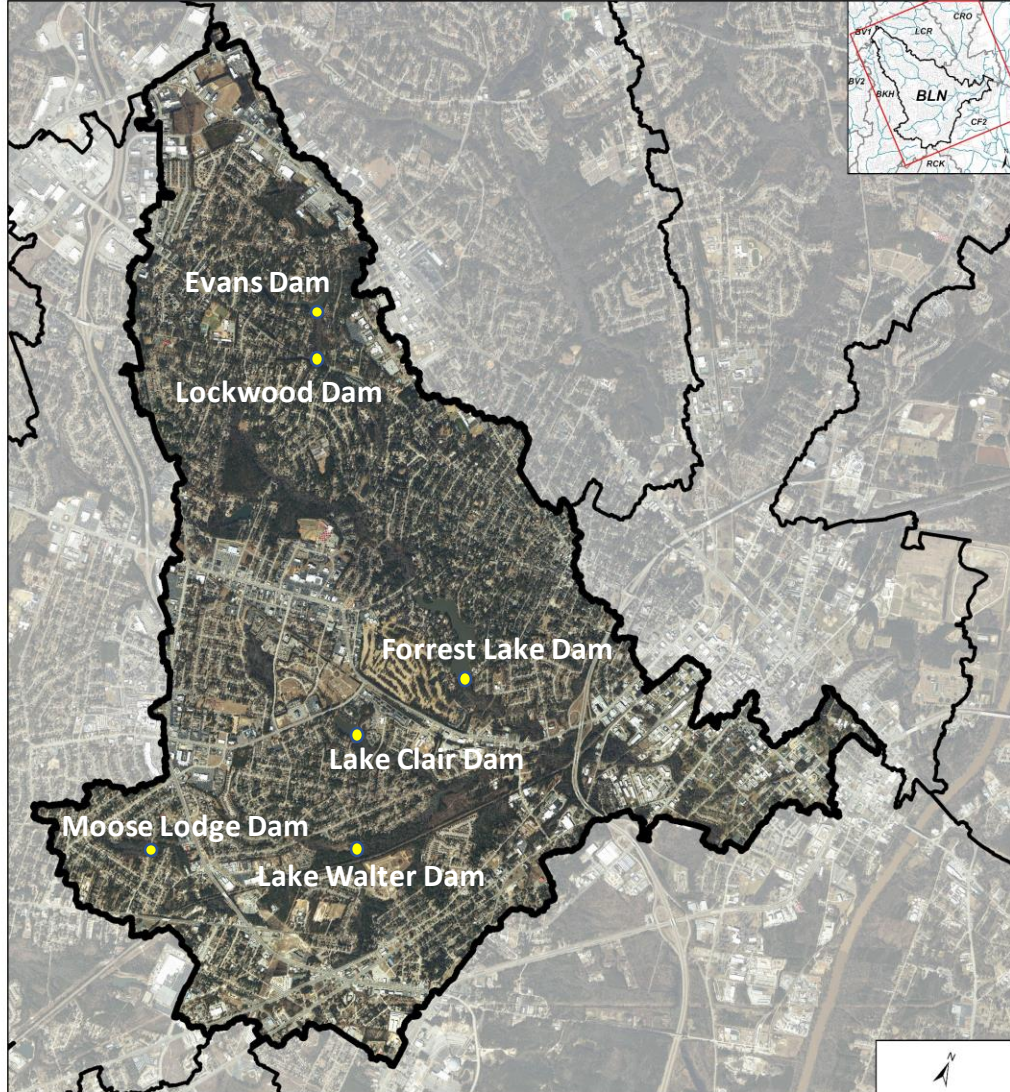 CRO
BV1
LCR
BV2
BKH
BLN
CF2
RCK
N
Evans Dam
Lockwood Dam
Forrest Lake Dam
Lake Clair Dam
Moose Lodge Dam
Lake Walter Dam
N